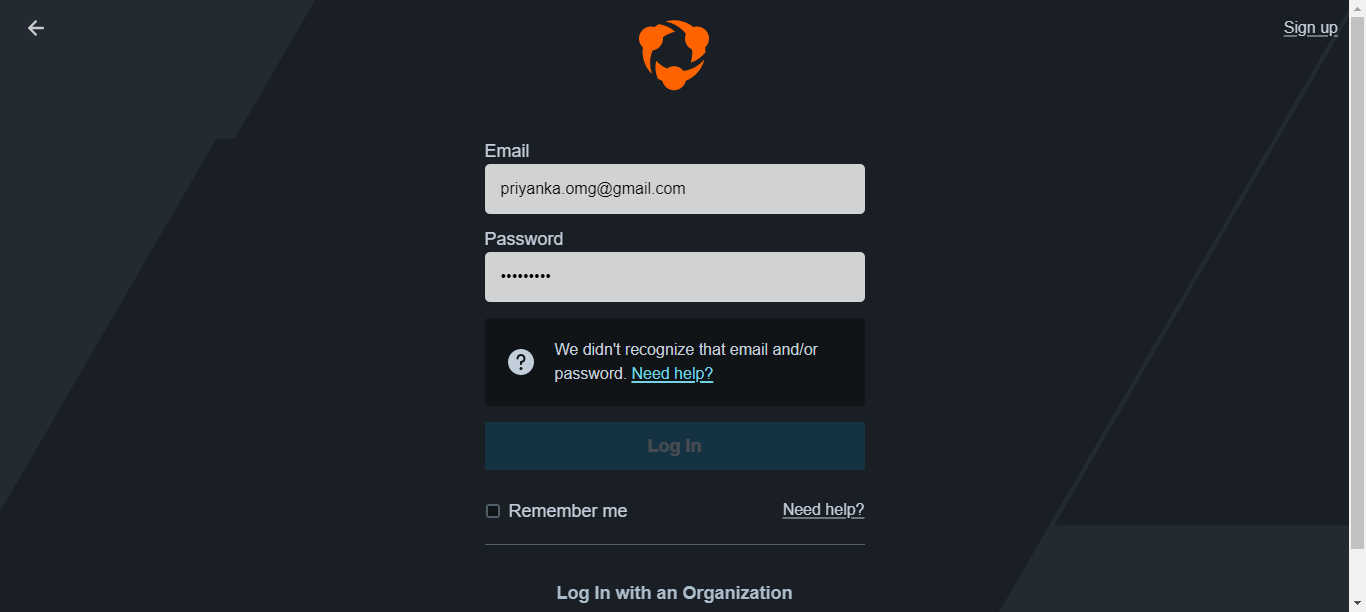 Sign up
Email
priyanka.omg@gmail.com
Password
•••••••••
?
We didn't recognize that email and/or
password. Need help?
Log In
Remember me
Need help?
Log In with an Organization